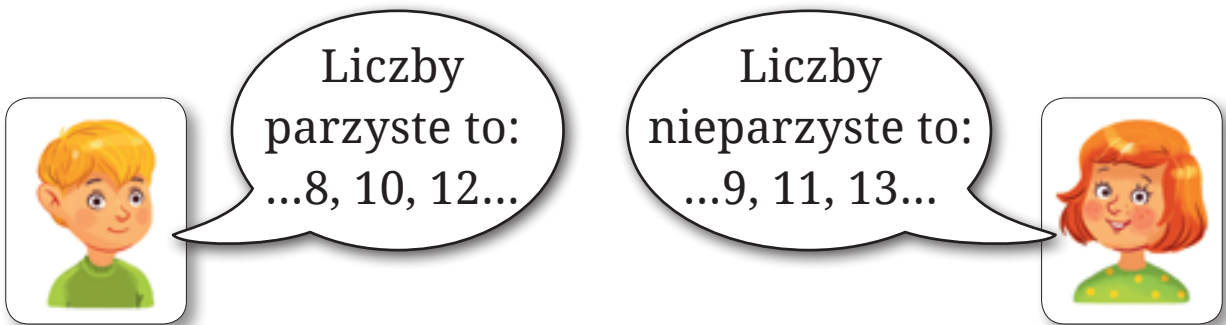 Liczby
parzyste to:
...8, 10, 12...
Liczby
nieparzyste to:
...9, 11, 13...